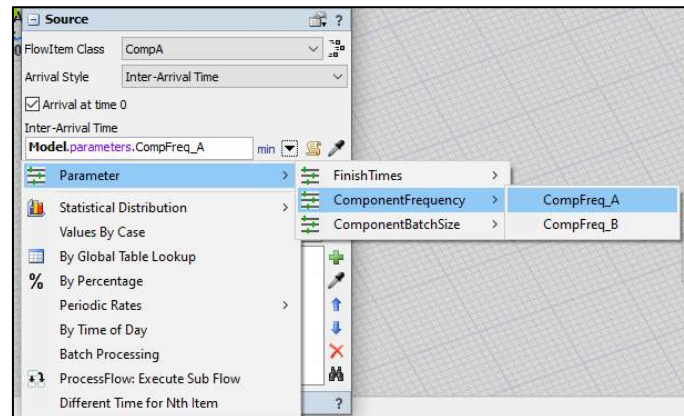 Source ?
FlowItem Class CompA
Arrival Style Inter-Arrival Time
Arrival at time 0
Inter-Arrival Time
Model.parameters.CompFreq_A min
Parameter > FinishTimes >
ComponentFrequency > CompFreq_A
Statistical Distribution > ComponentBatchSize > CompFreq_B
Values By Case
By Global Table Lookup
% By Percentage
Periodic Rates >
By Time of Day
Batch Processing
ProcessFlow: Execute Sub Flow
Different Time for Nth Item ?